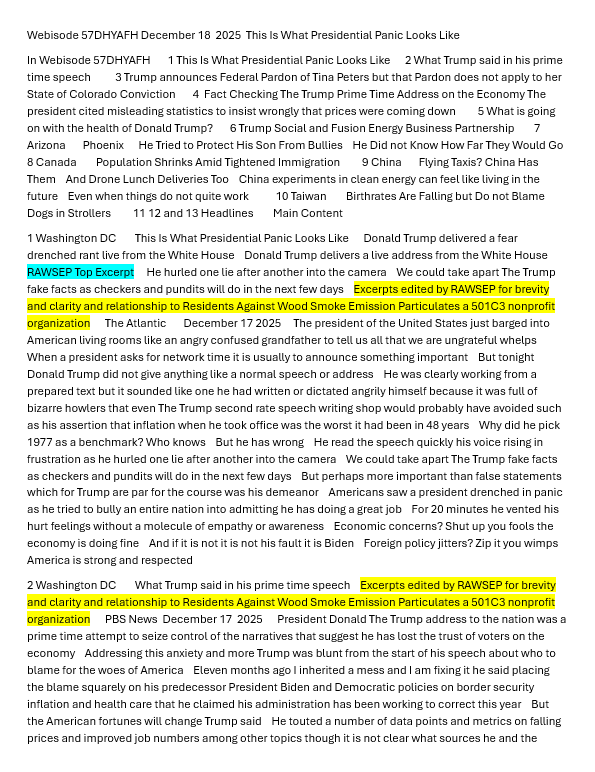 Webisode 57DHYAFH December 18  2025  This Is What Presidential Panic Looks Like
In Webisode 57DHYAFH      1 This Is What Presidential Panic Looks Like     2 What Trump said in his prime
time speech        3 Trump announces Federal Pardon of Tina Peters but that Pardon does not apply to her
State of Colorado Conviction      4  Fact Checking The Trump Prime Time Address on the Economy The
president cited misleading statistics to insist wrongly that prices were coming down       5 What is going
on with the health of Donald Trump?     6 Trump Social and Fusion Energy Business Partnership      7
Arizona      Phoenix    He Tried to Protect His Son From Bullies   He Did not Know How Far They Would Go
8 Canada      Population Shrinks Amid Tightened Immigration       9 China      Flying Taxis? China Has
Them   And Drone Lunch Deliveries Too   China experiments in clean energy can feel like living in the
future   Even when things do not quite work        10 Taiwan      Birthrates Are Falling but Do not Blame
Dogs in Strollers      11 12 and 13 Headlines     Main Content
1 Washington DC      This Is What Presidential Panic Looks Like     Donald Trump delivered a fear
drenched rant live from the White House   Donald Trump delivers a live address from the White House
RAWSEP Top Excerpt    He hurled one lie after another into the camera   We could take apart The Trump
fake facts as checkers and pundits will do in the next few days   Excerpts edited by RAWSEP for brevity
and clarity and relationship to Residents Against Wood Smoke Emission Particulates a 501C3 nonprofit
organization     The Atlantic      December 17 2025    The president of the United States just barged into
American living rooms like an angry confused grandfather to tell us all that we are ungrateful whelps
When a president asks for network time it is usually to announce something important   But tonight
Donald Trump did not give anything like a normal speech or address   He was clearly working from a
prepared text but it sounded like one he had written or dictated angrily himself because it was full of
bizarre howlers that even The Trump second rate speech writing shop would probably have avoided such
as his assertion that inflation when he took office was the worst it had been in 48 years   Why did he pick
1977 as a benchmark? Who knows   But he has wrong   He read the speech quickly his voice rising in
frustration as he hurled one lie after another into the camera   We could take apart The Trump fake facts
as checkers and pundits will do in the next few days   But perhaps more important than false statements
which for Trump are par for the course was his demeanor   Americans saw a president drenched in panic
as he tried to bully an entire nation into admitting he has doing a great job   For 20 minutes he vented his
hurt feelings without a molecule of empathy or awareness   Economic concerns? Shut up you fools the
economy is doing fine   And if it is not it is not his fault it is Biden   Foreign policy jitters? Zip it you wimps
America is strong and respected
2 Washington DC      What Trump said in his prime time speech   Excerpts edited by RAWSEP for brevity
and clarity and relationship to Residents Against Wood Smoke Emission Particulates a 501C3 nonprofit
organization     PBS News  December 17  2025     President Donald The Trump address to the nation was a
prime time attempt to seize control of the narratives that suggest he has lost the trust of voters on the
economy   Addressing this anxiety and more Trump was blunt from the start of his speech about who to
blame for the woes of America   Eleven months ago I inherited a mess and I am fixing it he said placing
the blame squarely on his predecessor President Biden and Democratic policies on border security
inflation and health care that he claimed his administration has been working to correct this year   But
the American fortunes will change Trump said   He touted a number of data points and metrics on falling
prices and improved job numbers among other topics though it is not clear what sources he and the